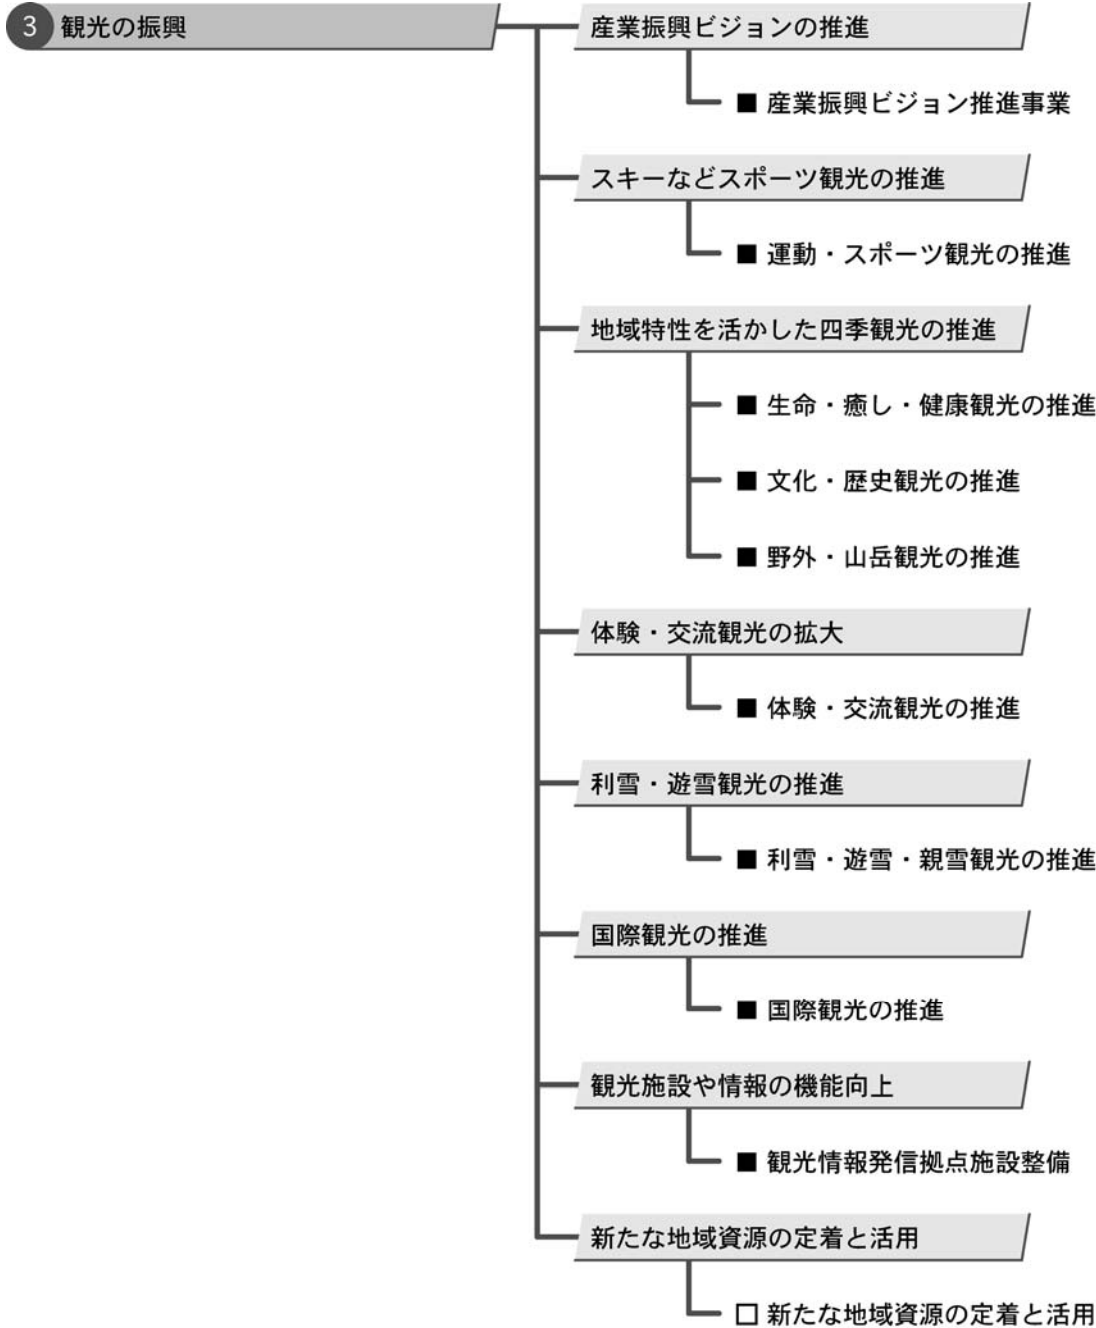 3 観光の振興
産業振興ビジョンの推進
■ 産業振興ビジョン推進事業
スキーなどスポーツ観光の推進
■ 運動・スポーツ観光の推進
地域特性を活かした四季観光の推進
■ 生命・癒し・健康観光の推進
■ 文化・歴史観光の推進
■ 野外・山岳観光の推進
体験・交流観光の拡大
■ 体験・交流観光の推進
利雪・遊雪観光の推進
■ 利雪・遊雪・親雪観光の推進
国際観光の推進
■ 国際観光の推進
観光施設や情報の機能向上
■ 観光情報発信拠点施設整備
新たな地域資源の定着と活用
□ 新たな地域資源の定着と活用